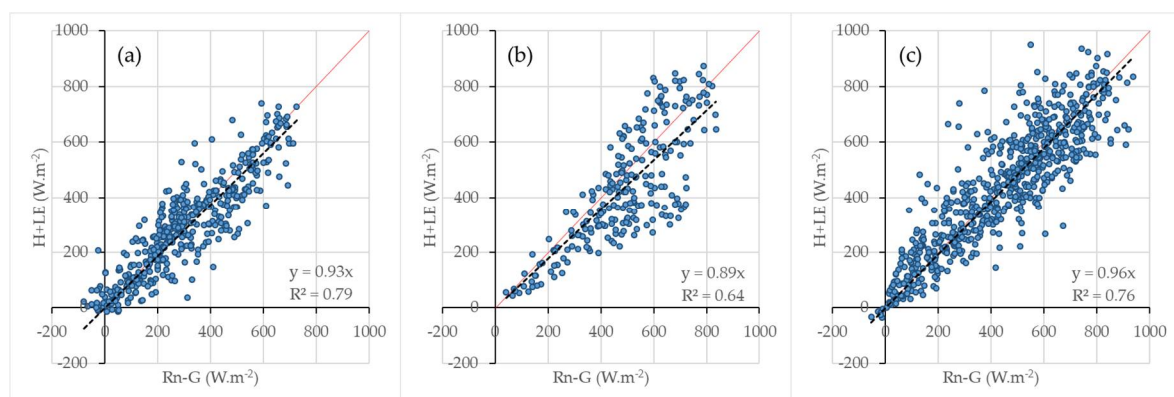 (a)
1000
800
600
400
200
0
-200
-200 0 200 400 600 800 1000
H+LE (W.m-2)
Rn-G (W.m-2)
y = 0.93x
R² = 0.79
(b)
1000
800
600
400
200
0
-200
0 200 400 600 800 1000
H+LE (W.m-2)
Rn-G (W.m-2)
y = 0.89x
R² = 0.64
(c)
1000
800
600
400
200
0
-200
-200 0 200 400 600 800 1000
H+LE (W.m-2)
Rn-G (W.m-2)
y = 0.96x
R² = 0.76